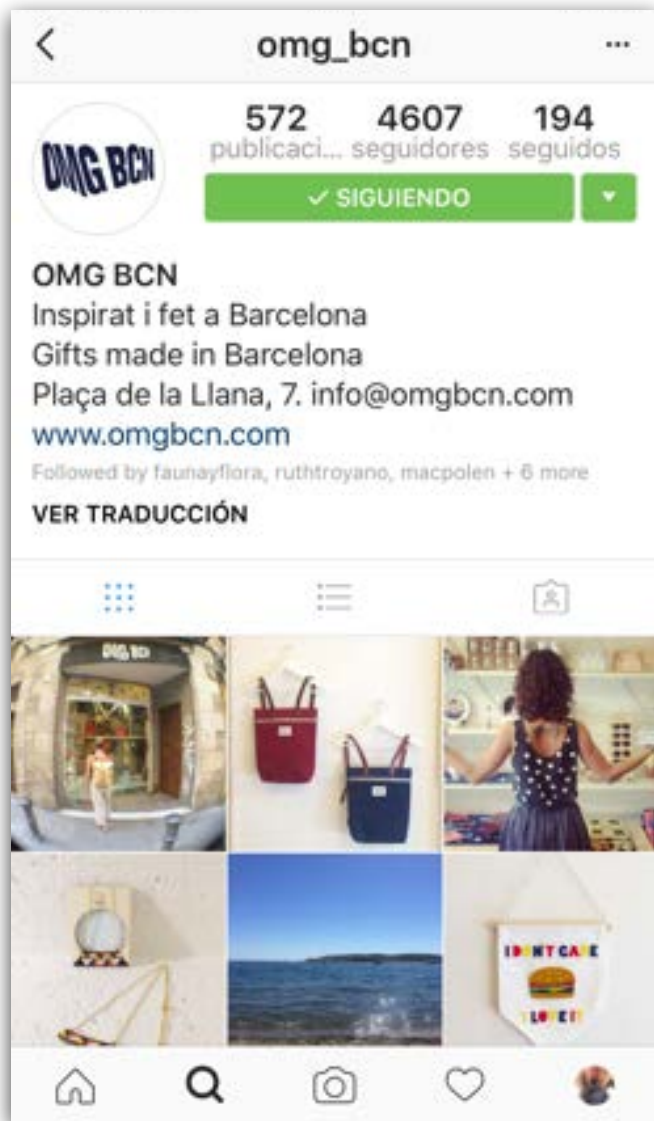 omg_bcn
OMG BCN
572 4607 194
publicaci... seguidores seguidos
✓ SIGUIENDO
OMG BCN
Inspirat i fet a Barcelona
Gifts made in Barcelona
Plaça de la Llana, 7. info@omgbcn.com
www.omgbcn.com
Followed by faunayflora, ruthtroyano, macpolen + 6 more
VER TRADUCCIÓN
I DON'T CARE
I LOVE IT